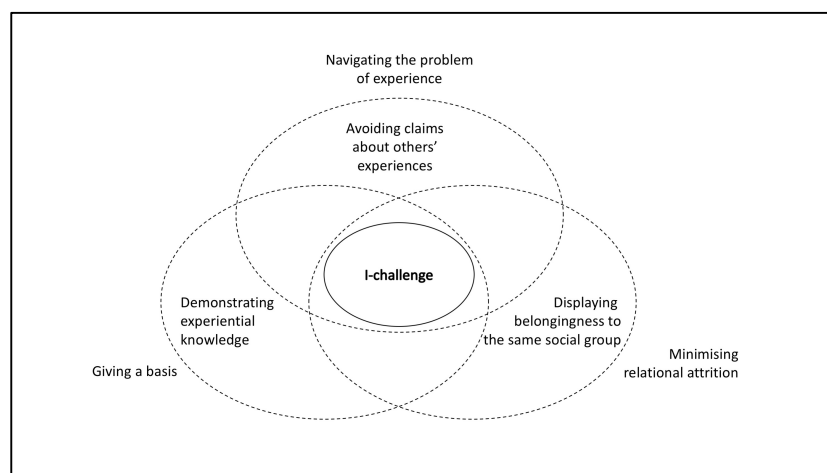 Navigating the problem
of experience
Avoiding claims
about others'
experiences
I-challenge
Demonstrating
experiential
knowledge
Displaying
belongingness to
the same social group
Giving a basis
Minimising
relational attrition